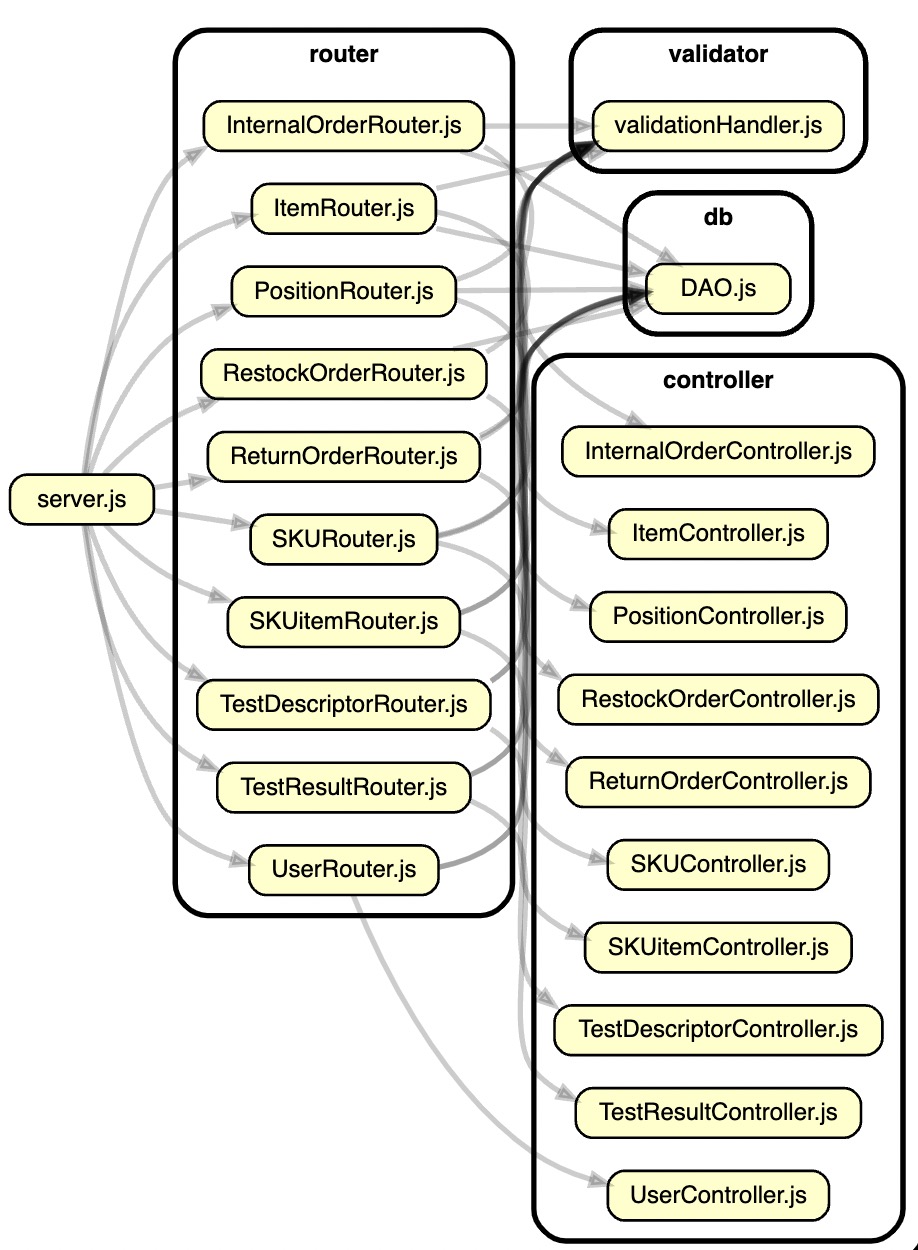 router
InternalOrderRouter.js
ItemRouter.js
PositionRouter.js
RestockOrderRouter.js
ReturnOrderRouter.js
SKURouter.js
SKUitemRouter.js
TestDescriptorRouter.js
TestResultRouter.js
UserRouter.js
server.js
validator
validationHandler.js
db
DAO.js
controller
InternalOrderController.js
ItemController.js
PositionController.js
RestockOrderController.js
ReturnOrderController.js
SKUController.js
SKUitemController.js
TestDescriptorController.js
TestResultController.js
UserController.js